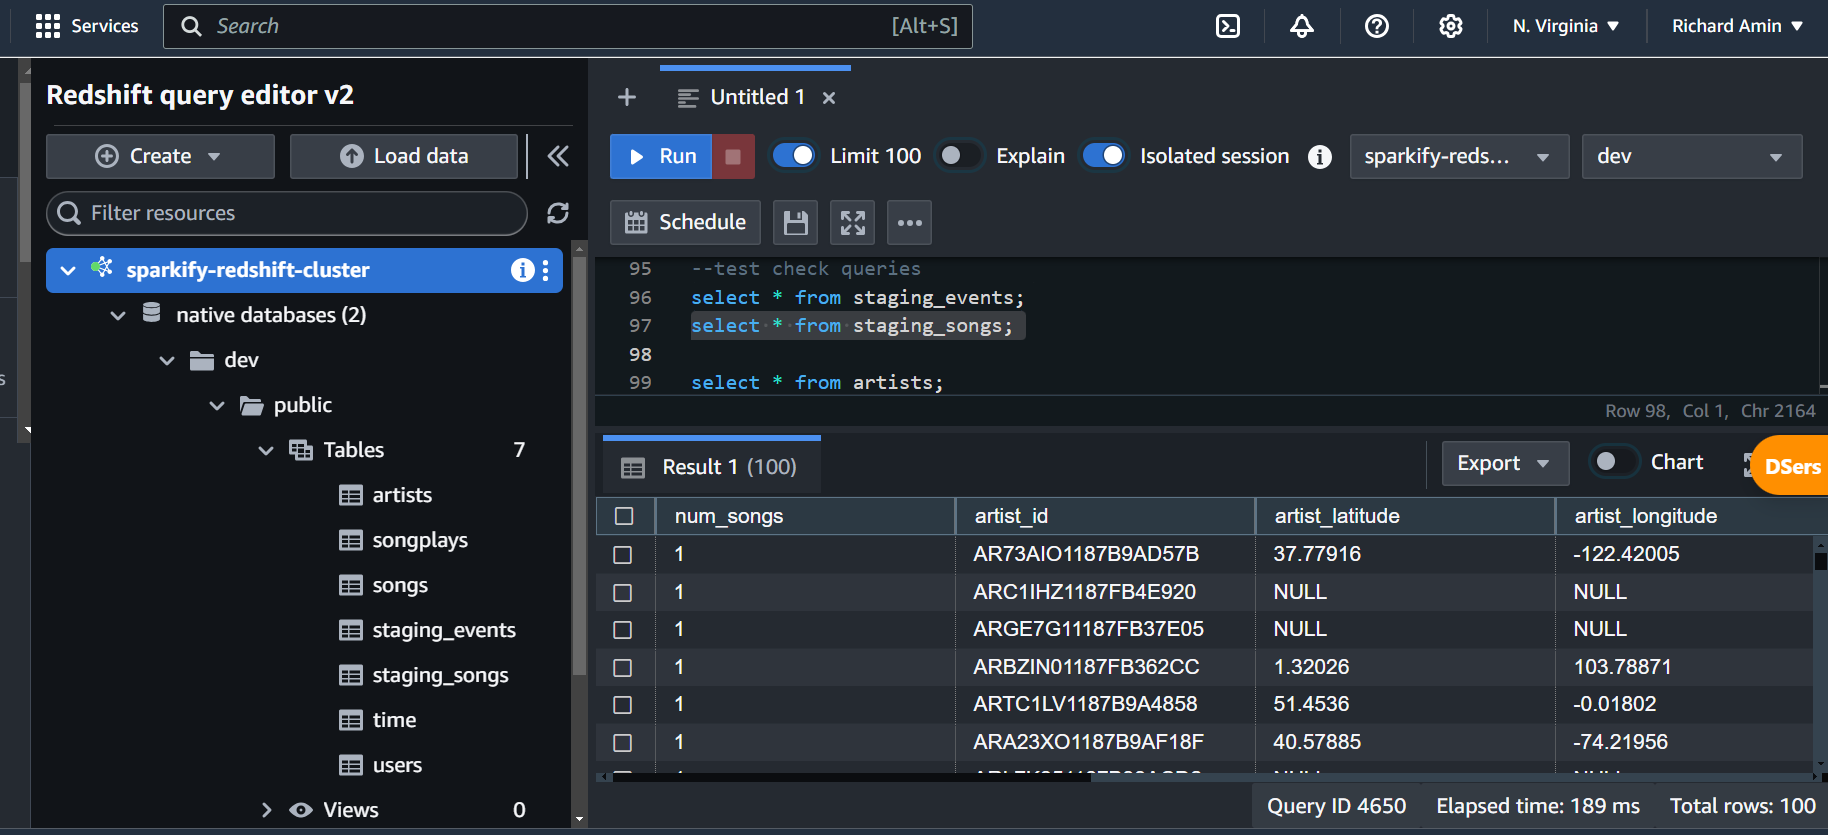 Services
Search
[Alt+S]
N. Virginia
Richard Amin
Redshift query editor v2
Create
Load data
Filter resources
sparkify-redshift-cluster
native databases (2)
dev
public
Tables 7
artists
songplays
songs
staging_events
staging_songs
time
users
Views 0
s
Untitled 1
Run
Limit 100
Explain
Isolated session
sparkify-reds...
dev
Schedule
95 --test check queries
96 select * from staging_events;
97 select * from staging_songs;
98
99 select * from artists;
Row 98, Col 1, Chr 2164
Result 1 (100)
Export
Chart
DSers
num_songs artist_id artist_latitude artist_longitude
1 AR73AIO1187B9AD57B 37.77916 -122.42005
1 ARC1IHZ1187FB4E920 NULL NULL
1 ARGE7G11187FB37E05 NULL NULL
1 ARBZIN01187FB362CC 1.32026 103.78871
1 ARTC1LV1187B9A4858 51.4536 -0.01802
1 ARA23XO1187B9AF18F 40.57885 -74.21956
Query ID 4650 Elapsed time: 189 ms Total rows: 100